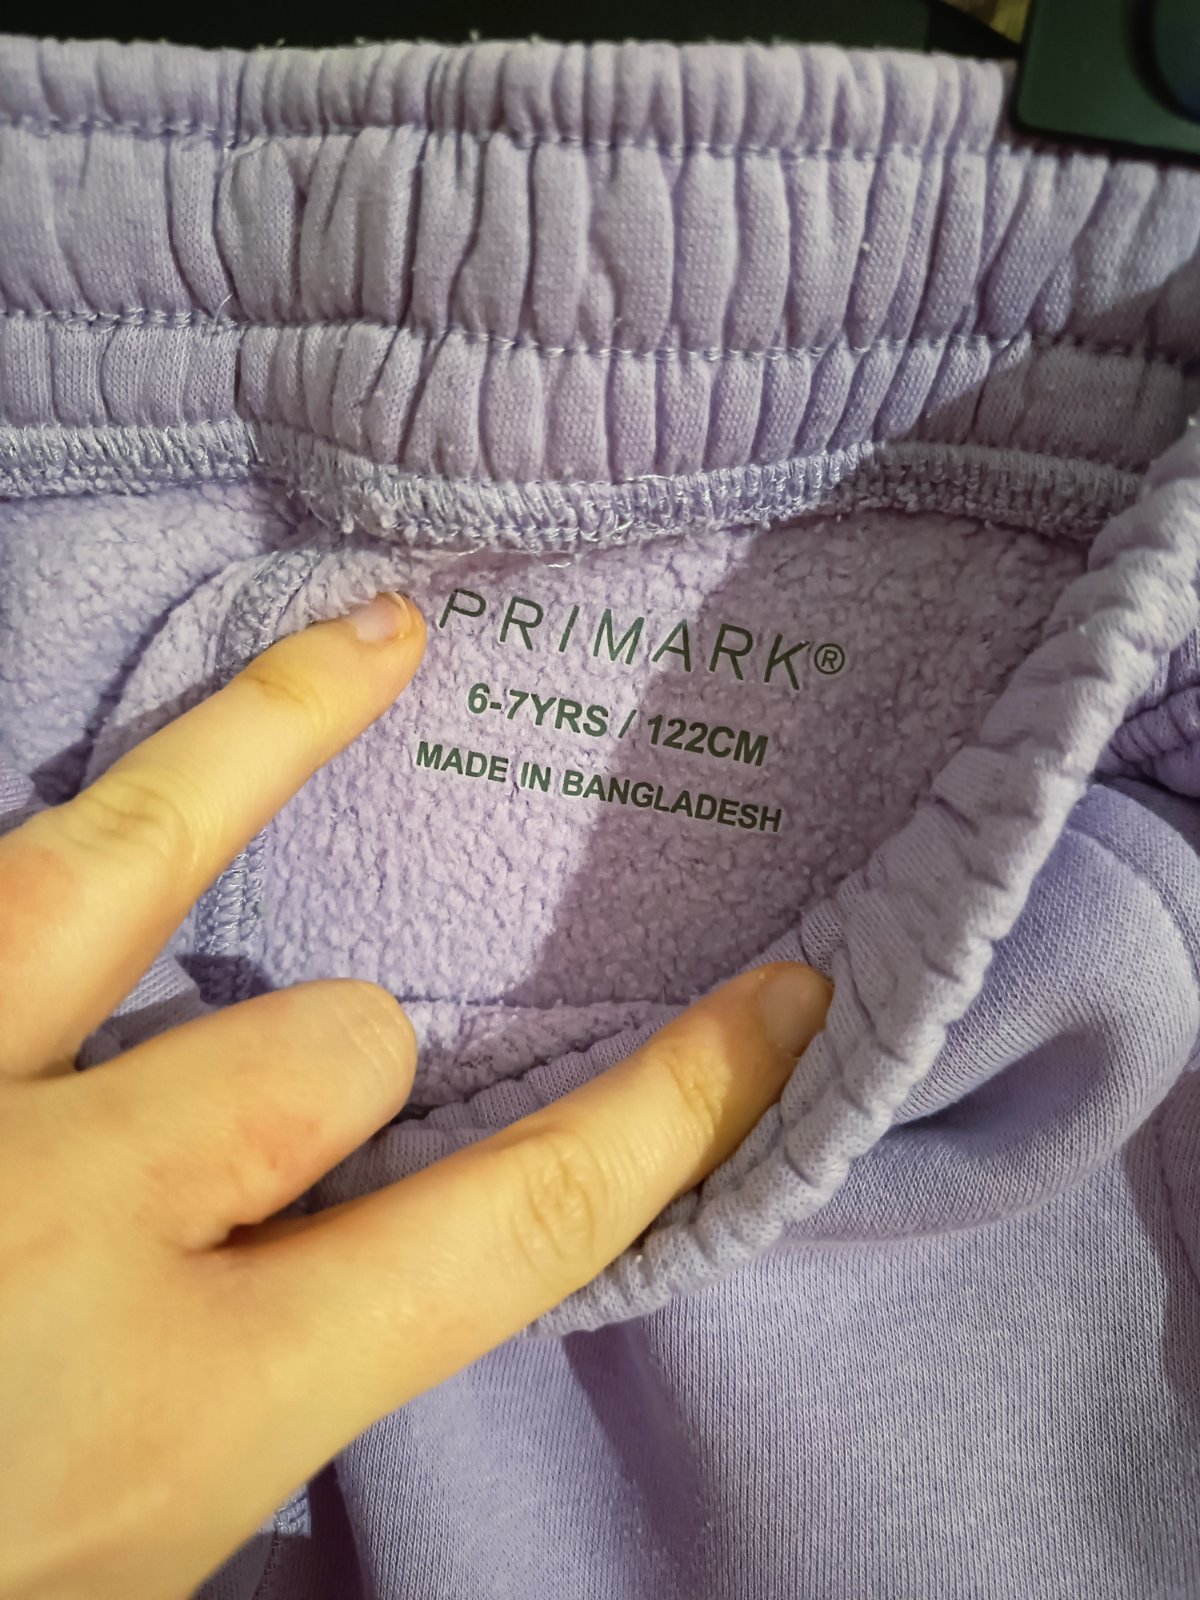 PRIMARK®
6-7YRS / 122CM
MADE IN BANGLADESH